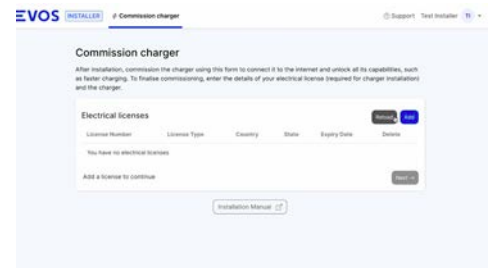 EVOS INSTALLER Commission charger Support Test Installer TI
Commission charger
After installation, commission the charger using this form to connect it to the internet and unlock all its capabilities, such
as faster charging. To finalise commissioning, enter the details of your electrical license (required for charger installation)
and the charger.
Electrical licenses Reload Add
License Number License Type Country State Expiry Date Delete
You have no electrical licenses
Add a license to continue Next →
Installation Manual